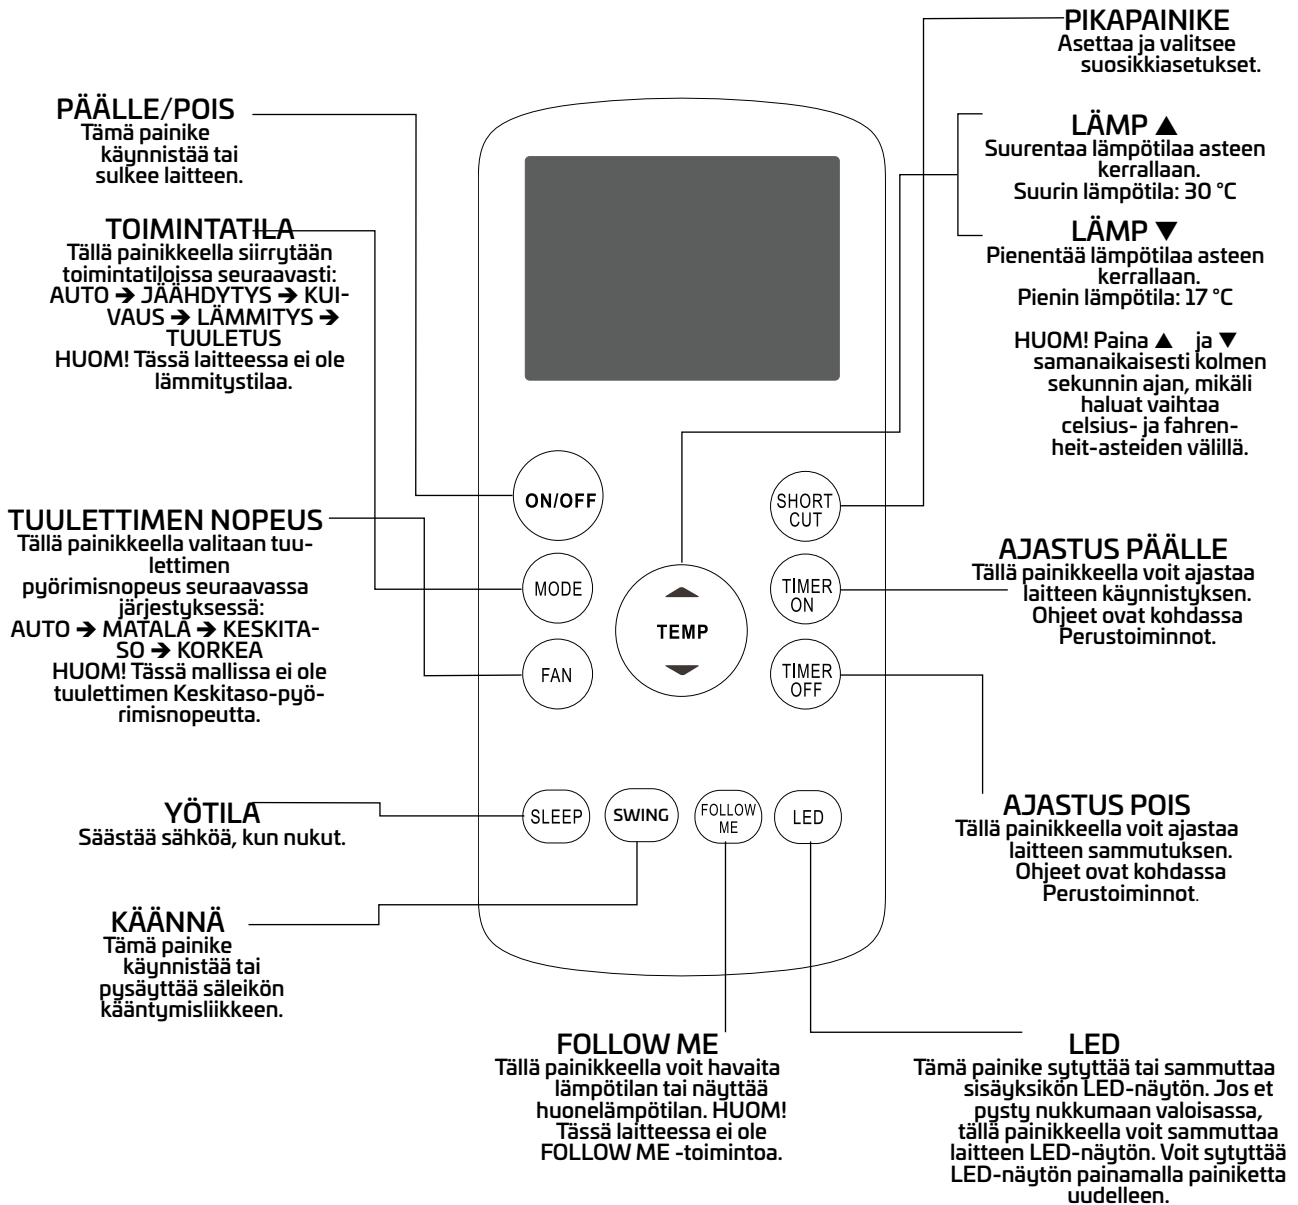 PIKAPAINIKE
Asettaa ja valitsee
suosikkiasetukset.
PÄÄLLE/POIS
Tämä painike
käynnistää tai
sulkee laitteen.
LÄMP ▲
Suurentaa lämpötilaa asteen
kerrallaan.
Suurin lämpötila: 30 °C
TOIMINTATILA
Tällä painikkeella siirrytään
toimintatiloissa seuraavasti:
AUTO ➔ JÄÄHDYTYS ➔ KUI-
VAUS ➔ LÄMMITYS ➔
TUULETUS
HUOM! Tässä laitteessa ei ole
lämmitystilaa.
LÄMP ▼
Pienentää lämpötilaa asteen
kerrallaan.
Pienin lämpötila: 17 °C
HUOM! Paina ▲ ja ▼
samanaikaisesti kolmen
sekunnin ajan, mikäli
haluat vaihtaa
celsius- ja fahren-
heit-asteiden välillä.
ON/OFF
SHORT
CUT
TUULETTIMEN NOPEUS
Tällä painikkeella valitaan tuu-
lettimen
pyörimisnopeus seuraavassa
järjestyksessä:
AUTO ➔ MATALA ➔ KESKITA-
SO ➔ KORKEA
HUOM! Tässä mallissa ei ole
tuulettimen Keskitaso-pyö-
rimisnopeutta.
MODE
TEMP
TIMER
ON
FAN
TIMER
OFF
AJASTUS PÄÄLLE
Tällä painikkeella voit ajastaa
laitteen käynnistyksen.
Ohjeet ovat kohdassa
Perustoiminnot.
YÖTILA
Säästää sähköä, kun nukut.
SLEEP
SWING
FOLLOW
ME
LED
AJASTUS POIS
Tällä painikkeella voit ajastaa
laitteen sammutuksen.
Ohjeet ovat kohdassa
Perustoiminnot.
KÄÄNNÄ
Tämä painike
käynnistää tai
pysäyttää säleikön
kääntymisliikkeen.
FOLLOW ME
Tällä painikkeella voit havaita
lämpötilan tai näyttää
huonelämpötilan. HUOM!
Tässä laitteessa ei ole
FOLLOW ME -toimintoa.
LED
Tämä painike sytyttää tai sammuttaa
sisäyksikön LED-näytön. Jos et
pysty nukkumaan valoisassa,
tällä painikkeella voit sammuttaa
laitteen LED-näytön. Voit sytyttää
LED-näytön painamalla painiketta
uudelleen.